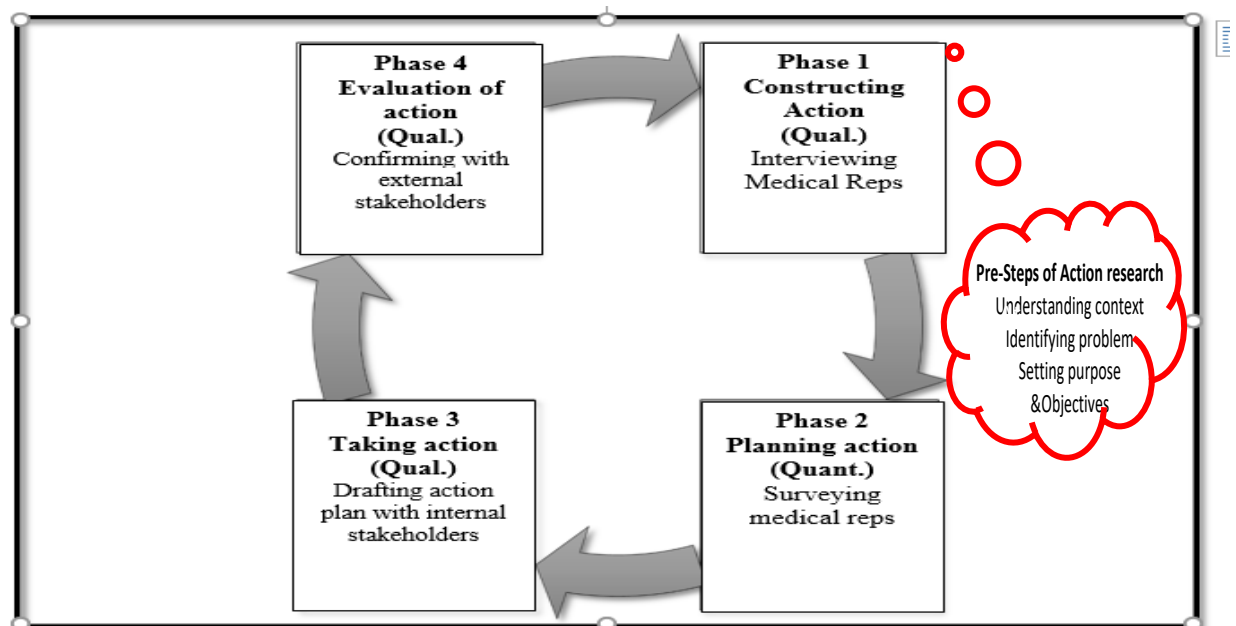 Phase 4
Evaluation of
action
(Qual.)
Confirming with
external
stakeholders
Phase 1
Constructing
Action
(Qual.)
Interviewing
Medical Reps
Pre-Steps of Action research
Understanding context
Identifying problem
Setting purpose
&Objectives
Phase 3
Taking action
(Qual.)
Drafting action
plan with internal
stakeholders
Phase 2
Planning action
(Quant.)
Surveying
medical reps